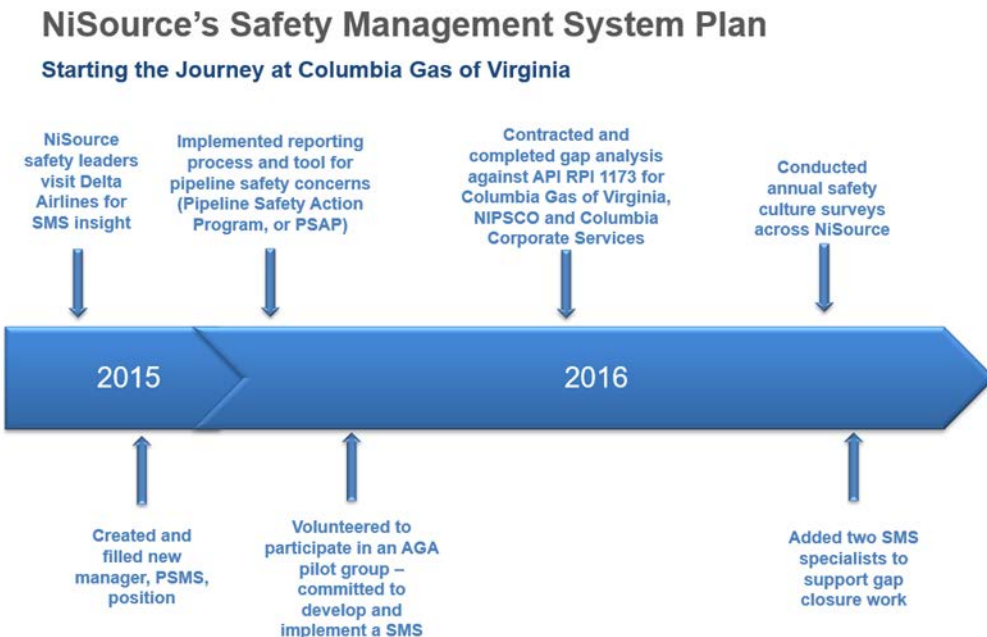 NiSource's Safety Management System Plan
Starting the Journey at Columbia Gas of Virginia
NiSource
safety leaders
visit Delta
Airlines for
SMS insight
Implemented reporting
process and tool for
pipeline safety concerns
(Pipeline Safety Action
Program, or PSAP)
Contracted and
completed gap analysis
against API RPI 1173 for
Columbia Gas of Virginia,
NIPSCO and Columbia
Corporate Services
Conducted
annual safety
culture surveys
across NiSource
2015
2016
Created and
filled new
manager, PSMS,
position
Volunteered to
participate in an AGA
pilot group –
committed to
develop and
implement a SMS
Added two SMS
specialists to
support gap
closure work